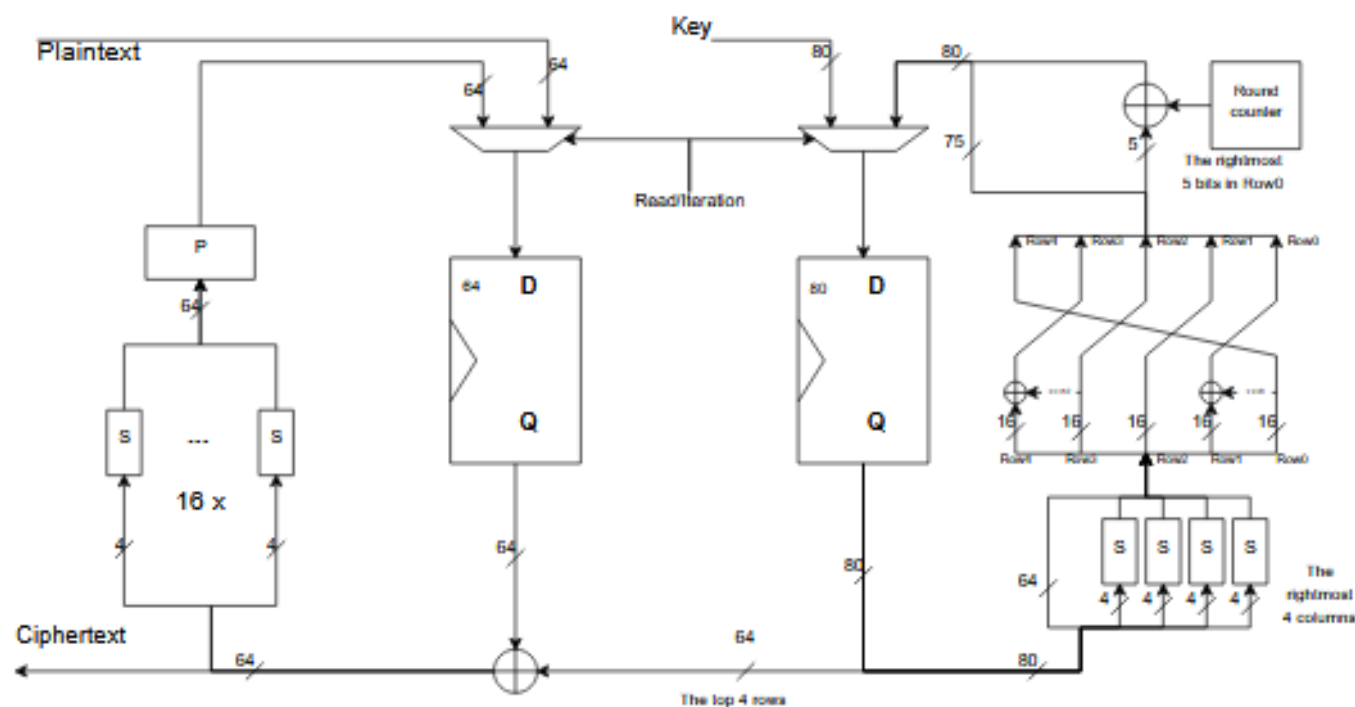 Plaintext
Key
64
64
80
80
Round
counler
75
5
The rightmost
5 bits in Row0
Read/Iteration
P
64
Row4
Row3
Row2
Row1
Row0
64
D
80
D
S
...
S
Q
Q
16
16
16
16
16
Row4
Row3
Row2
Row1
Row0
16 x
4
4
64
80
S
S
S
S
64
4
4
4
4
The
rightmost
4 columns
Ciphertext
64
64
80
The top 4 rows